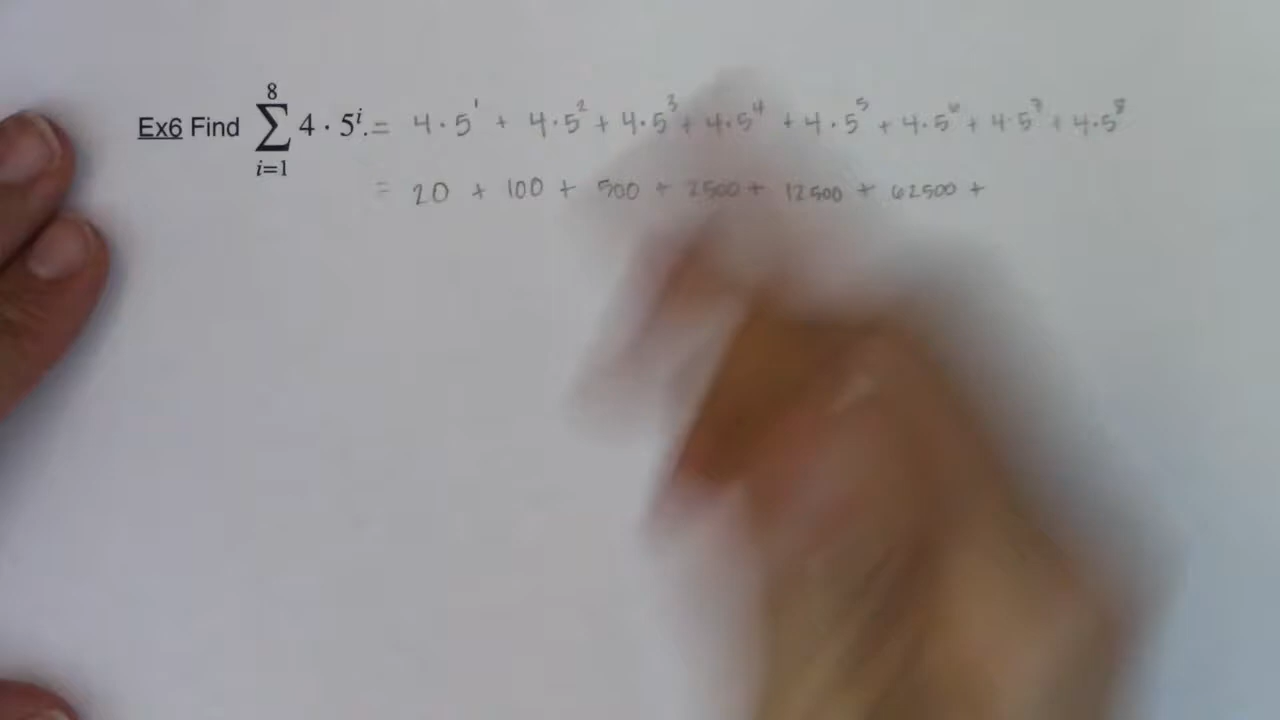 Ex6 Find ∑_{i=1}^{8} 4 · 5^i. = 4·5^1 + 4·5^2 + 4·5^3 + 4·5^4 + 4·5^5 + 4·5^6 + 4·5^7 + 4·5^8
= 20 + 100 + 500 + 2500 + 12500 + 62500 +